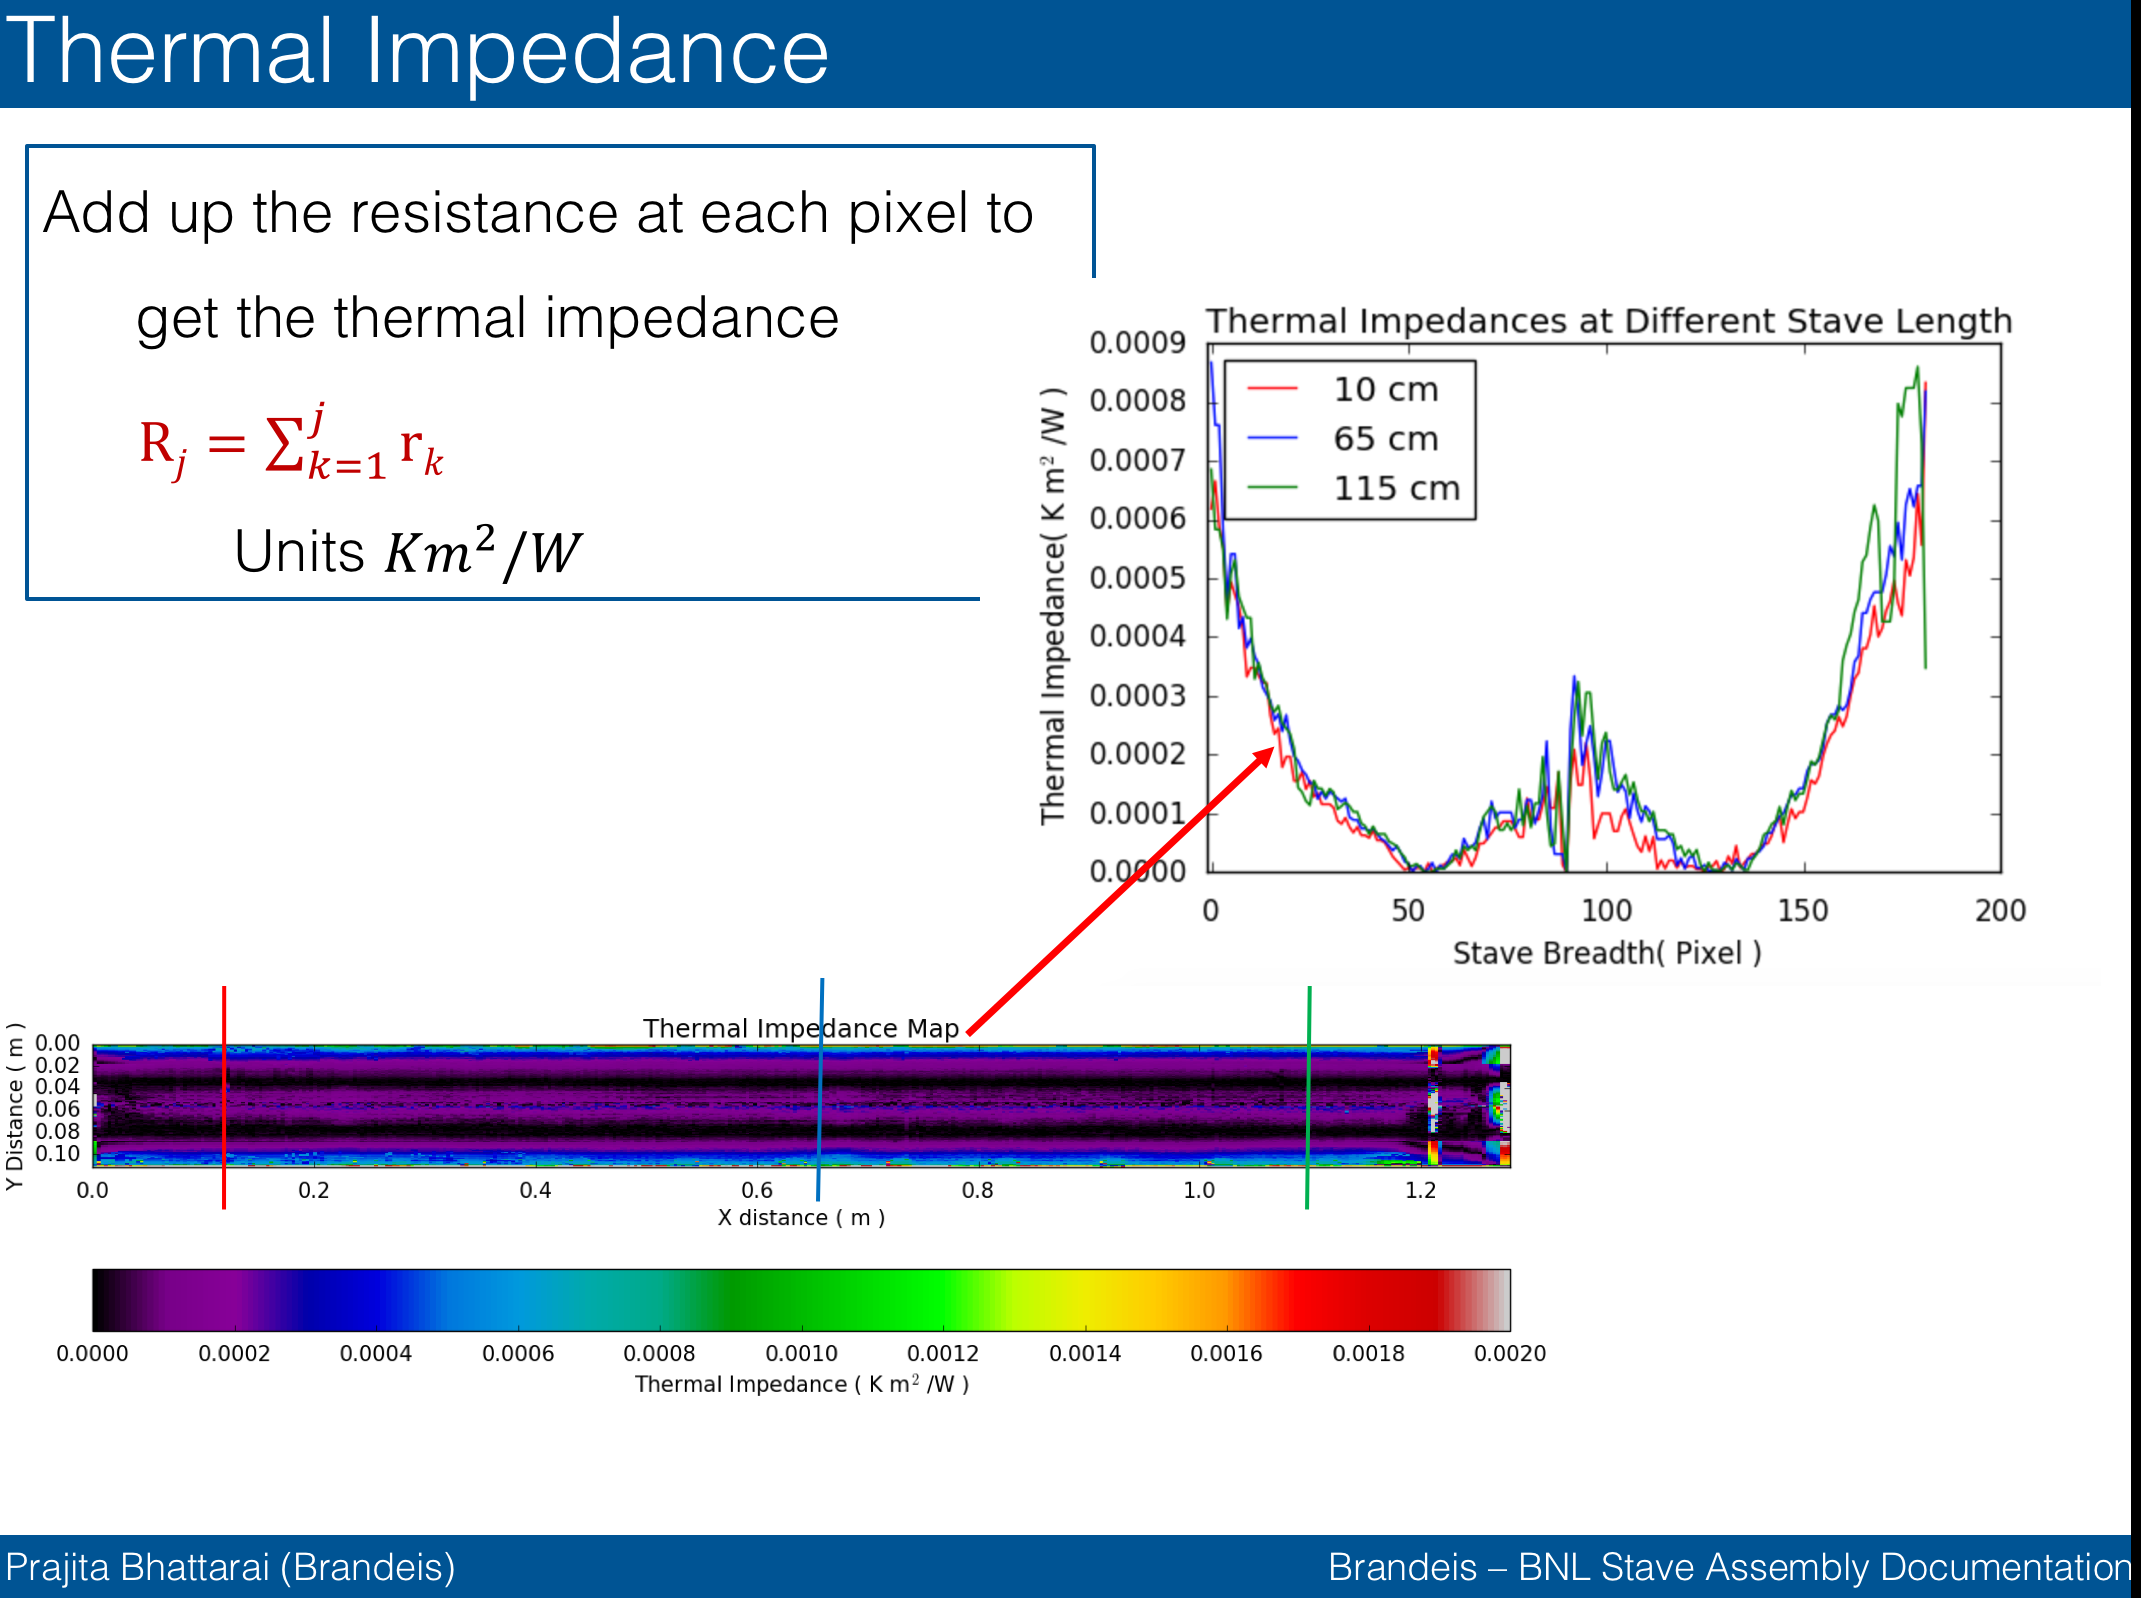 Thermal Impedance
Add up the resistance at each pixel to
get the thermal impedance
R_j = ∑_{k=1}^{j} r_k
Units Km²/W
Thermal Impedances at Different Stave Length
Thermal Impedance( K m² /W )
0.0009
0.0008
0.0007
0.0006
0.0005
0.0004
0.0003
0.0002
0.0001
0.0000
10 cm
65 cm
115 cm
0 50 100 150 200
Stave Breadth( Pixel )
Thermal Impedance Map
Y Distance ( m )
0.00
0.02
0.04
0.06
0.08
0.10
0.0 0.2 0.4 0.6 0.8 1.0 1.2
X distance ( m )
0.0000 0.0002 0.0004 0.0006 0.0008 0.0010 0.0012 0.0014 0.0016 0.0018 0.0020
Thermal Impedance ( K m² /W )
Prajita Bhattarai (Brandeis)
Brandeis – BNL Stave Assembly Documentation